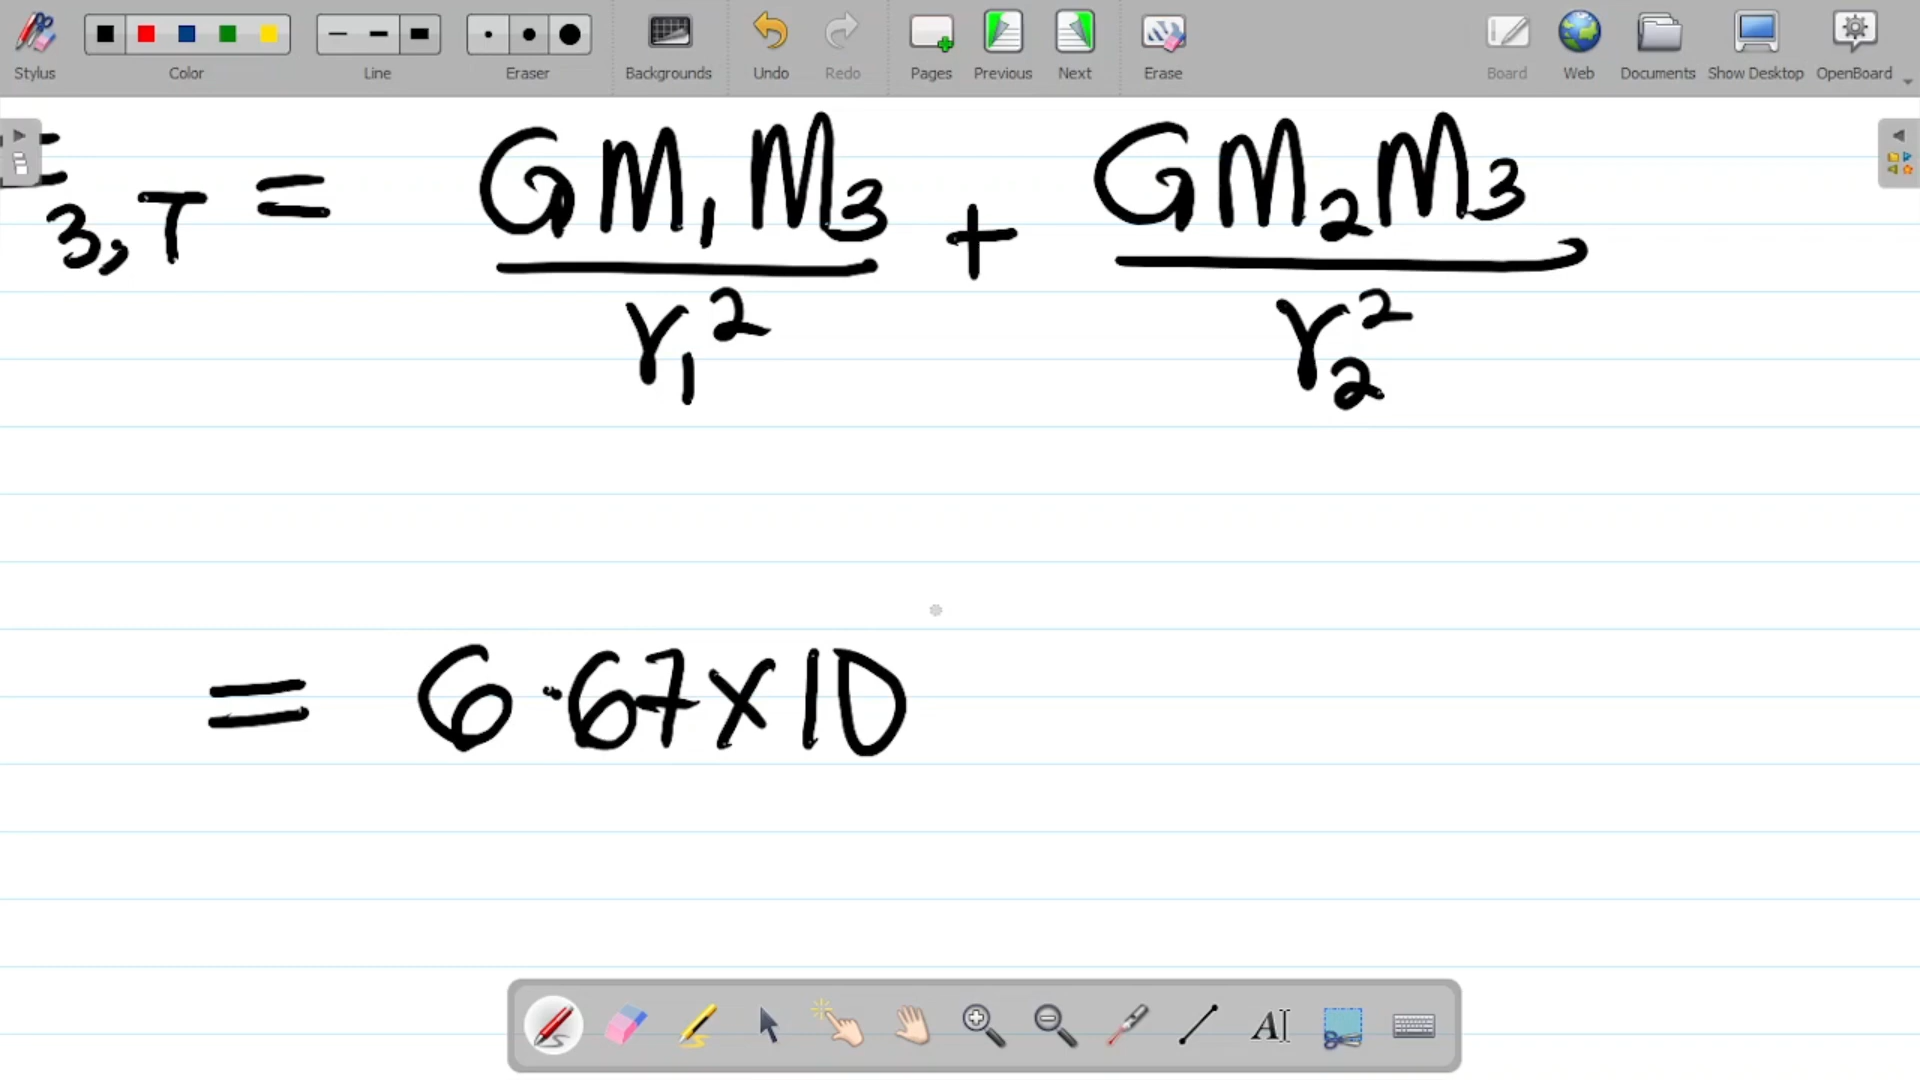 Stylus Color Line Eraser Backgrounds Undo Redo Pages Previous Next Erase Board Web Documents Show Desktop OpenBoard
3,T = GM₁M₃ / r₁² + GM₂M₃ / r₂²
= 6·67×10